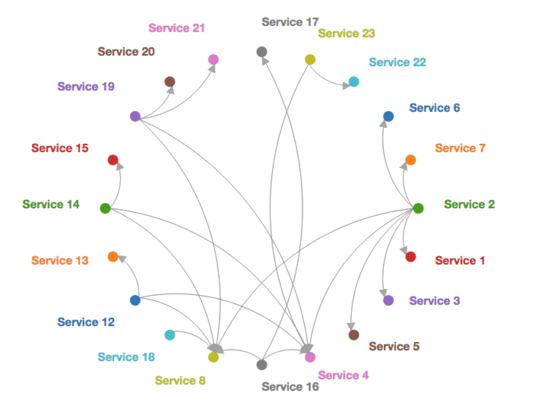 Service 17
Service 21
Service 23
Service 20
Service 22
Service 19
Service 6
Service 15
Service 7
Service 14
Service 2
Service 13
Service 1
Service 3
Service 12
Service 5
Service 18
Service 4
Service 8
Service 16